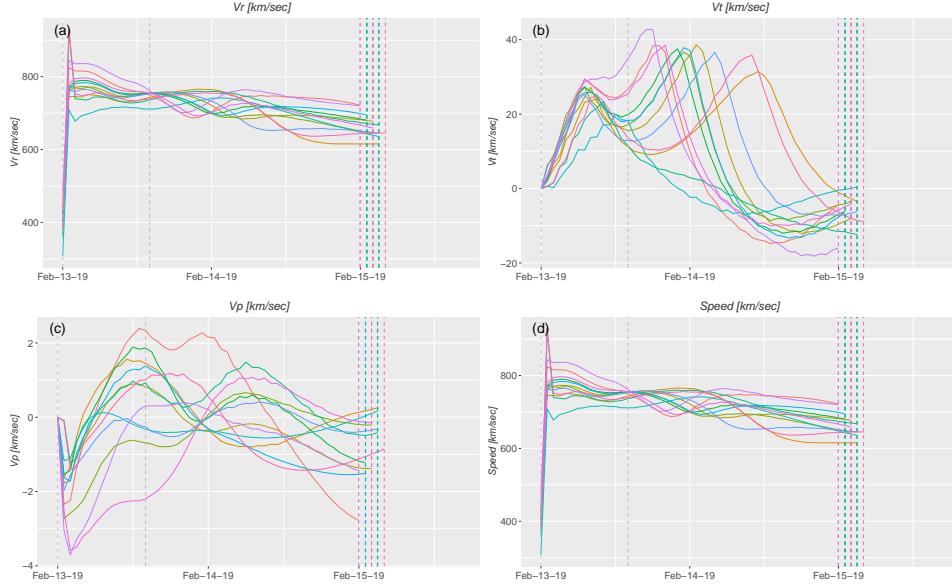 Vr [km/sec]
(a)
Vr [km/sec]
800
600
400
Feb–13–19
Feb–14–19
Feb–15–19
Vt [km/sec]
(b)
Vt [km/sec]
40
20
0
−20
Feb–13–19
Feb–14–19
Feb–15–19
Vp [km/sec]
(c)
Vp [km/sec]
2
0
−2
−4
Feb–13–19
Feb–14–19
Feb–15–19
Speed [km/sec]
(d)
Speed [km/sec]
800
600
400
Feb–13–19
Feb–14–19
Feb–15–19